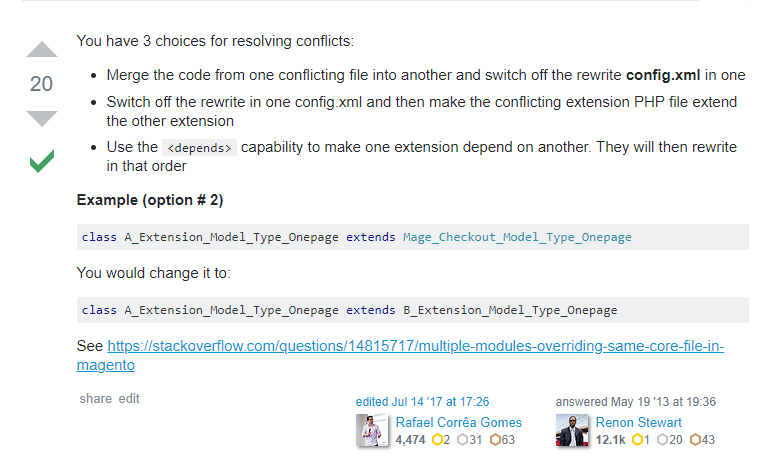 You have 3 choices for resolving conflicts:
20
Merge the code from one conflicting file into another and switch off the rewrite config.xml in one
Switch off the rewrite in one config.xml and then make the conflicting extension PHP file extend
the other extension
Use the <depends> capability to make one extension depend on another. They will then rewrite
in that order
Example (option # 2)
class A_Extension_Model_Type_Onepage extends Mage_Checkout_Model_Type_Onepage
You would change it to:
class A_Extension_Model_Type_Onepage extends B_Extension_Model_Type_Onepage
See https://stackoverflow.com/questions/14815717/multiple-modules-overriding-same-core-file-in-
magento
share edit
edited Jul 14 '17 at 17:26
Rafael Corrêa Gomes
4,474 2 31 63
answered May 19 '13 at 19:36
Renon Stewart
12.1k 1 20 43